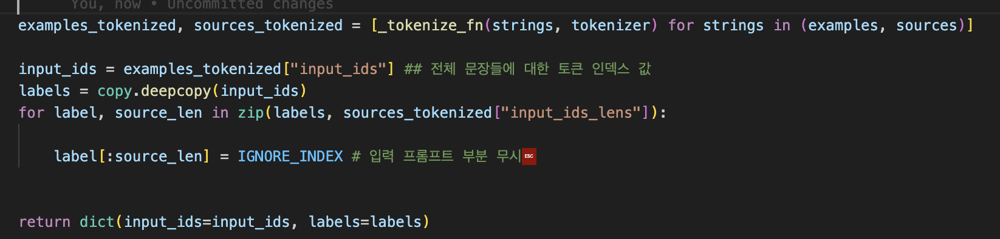 You, now • Uncommitted changes
examples_tokenized, sources_tokenized = [_tokenize_fn(strings, tokenizer) for strings in (examples, sources)]
input_ids = examples_tokenized["input_ids"] ## 전체 문장들에 대한 토큰 인덱스 값
labels = copy.deepcopy(input_ids)
for label, source_len in zip(labels, sources_tokenized["input_ids_lens"]):
label[:source_len] = IGNORE_INDEX # 입력 프롬프트 부분 무시ESC
return dict(input_ids=input_ids, labels=labels)